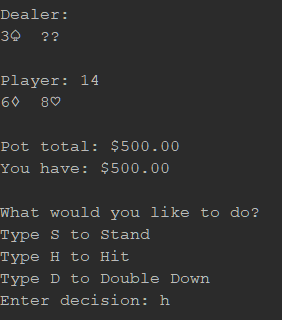 Dealer:
3♤ ??
Player: 14
6♢ 8♡
Pot total: $500.00
You have: $500.00
What would you like to do?
Type S to Stand
Type H to Hit
Type D to Double Down
Enter decision: h